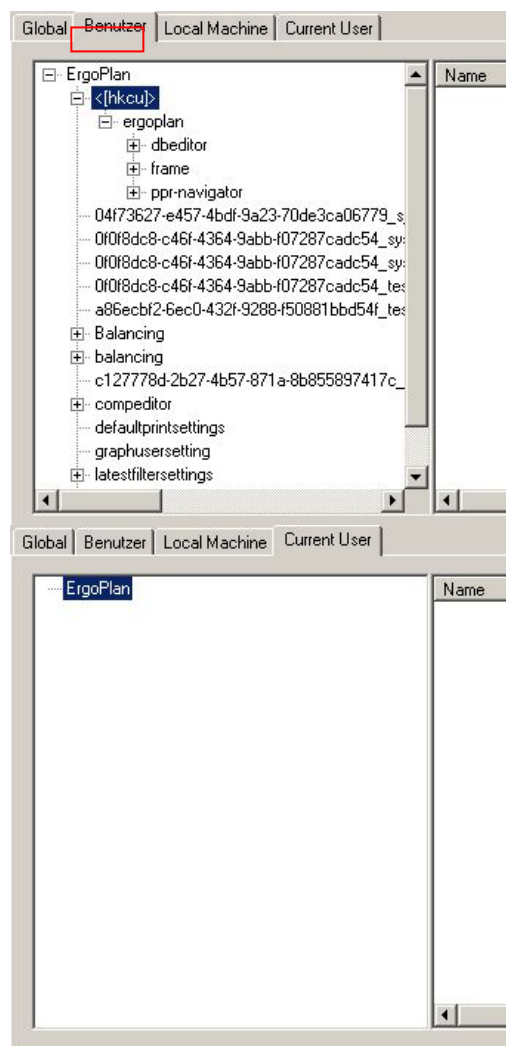 Global Benutzer Local Machine Current User
ErgoPlan Name
<[hkcu]>
ergoplan
dbeditor
frame
ppr-navigator
04f73627-e457-4bdf-9a23-70de3ca06779_s
0f0f8dc8-c46f-4364-9abb-f07287cadc54_sy
0f0f8dc8-c46f-4364-9abb-f07287cadc54_sy
0f0f8dc8-c46f-4364-9abb-f07287cadc54_tes
a86ecbf2-6ec0-432f-9288-f50881bbd54f_tes
Balancing
balancing
c127778d-2b27-4b57-871a-8b855897417c_
compeditor
defaultprintsettings
graphusersetting
latestfiltersettings
Global Benutzer Local Machine Current User
ErgoPlan Name